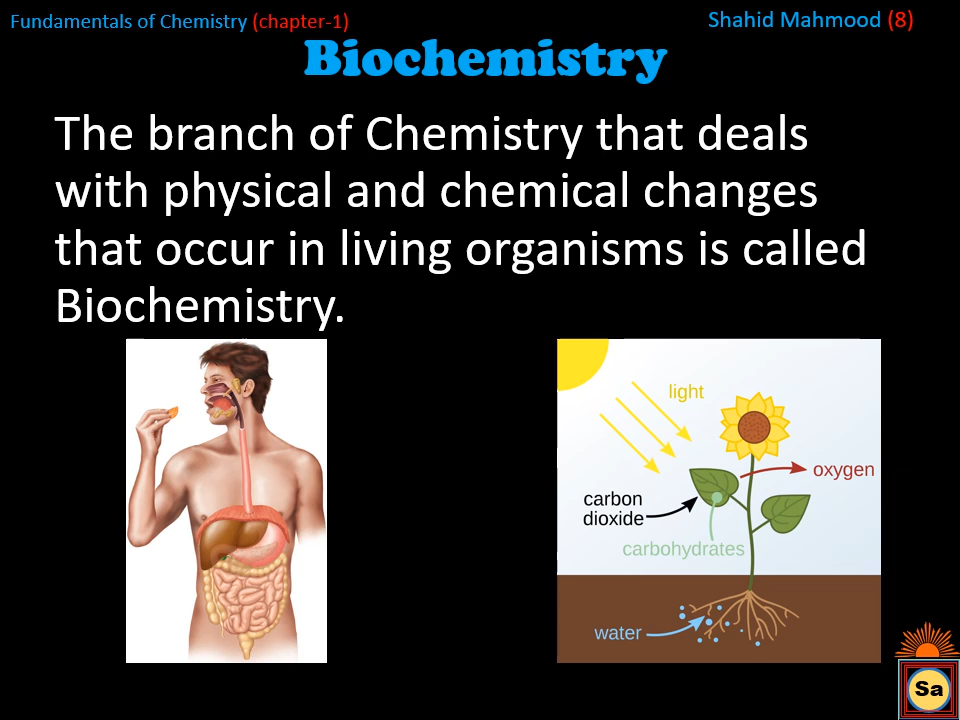 Fundamentals of Chemistry (chapter-1)
Shahid Mahmood (8)
Biochemistry
The branch of Chemistry that deals
with physical and chemical changes
that occur in living organisms is called
Biochemistry.
light
oxygen
carbon
dioxide
carbohydrates
water
Sa